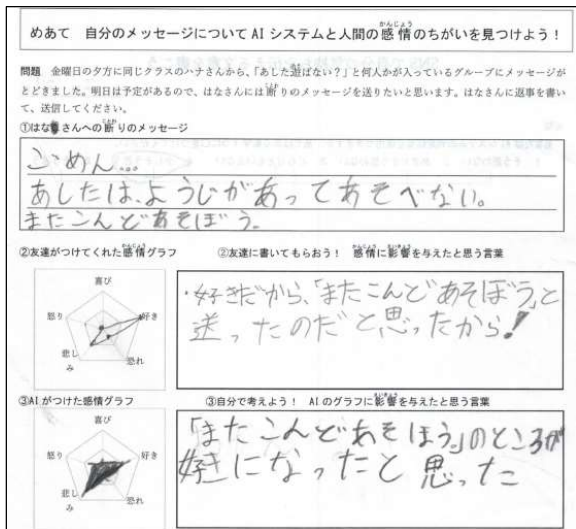 めあて 自分のメッセージについてAIシステムと人間の感情のちがいを見つけよう！
かんじょう
問題 金曜日の夕方に同じクラスのハナさんから、「あした遊ばない？」と何人かが入っているグループにメッセージが
とどきました。明日は予定があるので、はなさんには断りのメッセージを送りたいと思います。はなさんに返事を書い
て、送信してください。
①はなさんへの断りのメッセージ
ごめん...
あしたは、ようじがあってあそべない。
またこんどあそぼう。
②友達がつけてくれた感情グラフ
②友達に書いてもらおう！ 感情に影響を与えたと思う言葉
喜び
怒り
好き
悲し
み
恐れ
・好きだから、「またこんどあそぼう」と
送ったのだと思ったから！
③AIがつけた感情グラフ
③自分で考えよう！ AIのグラフに影響を与えたと思う言葉
喜び
怒り
好き
悲し
み
恐れ
「またこんどあそほう。」のところが
好きになったと思った